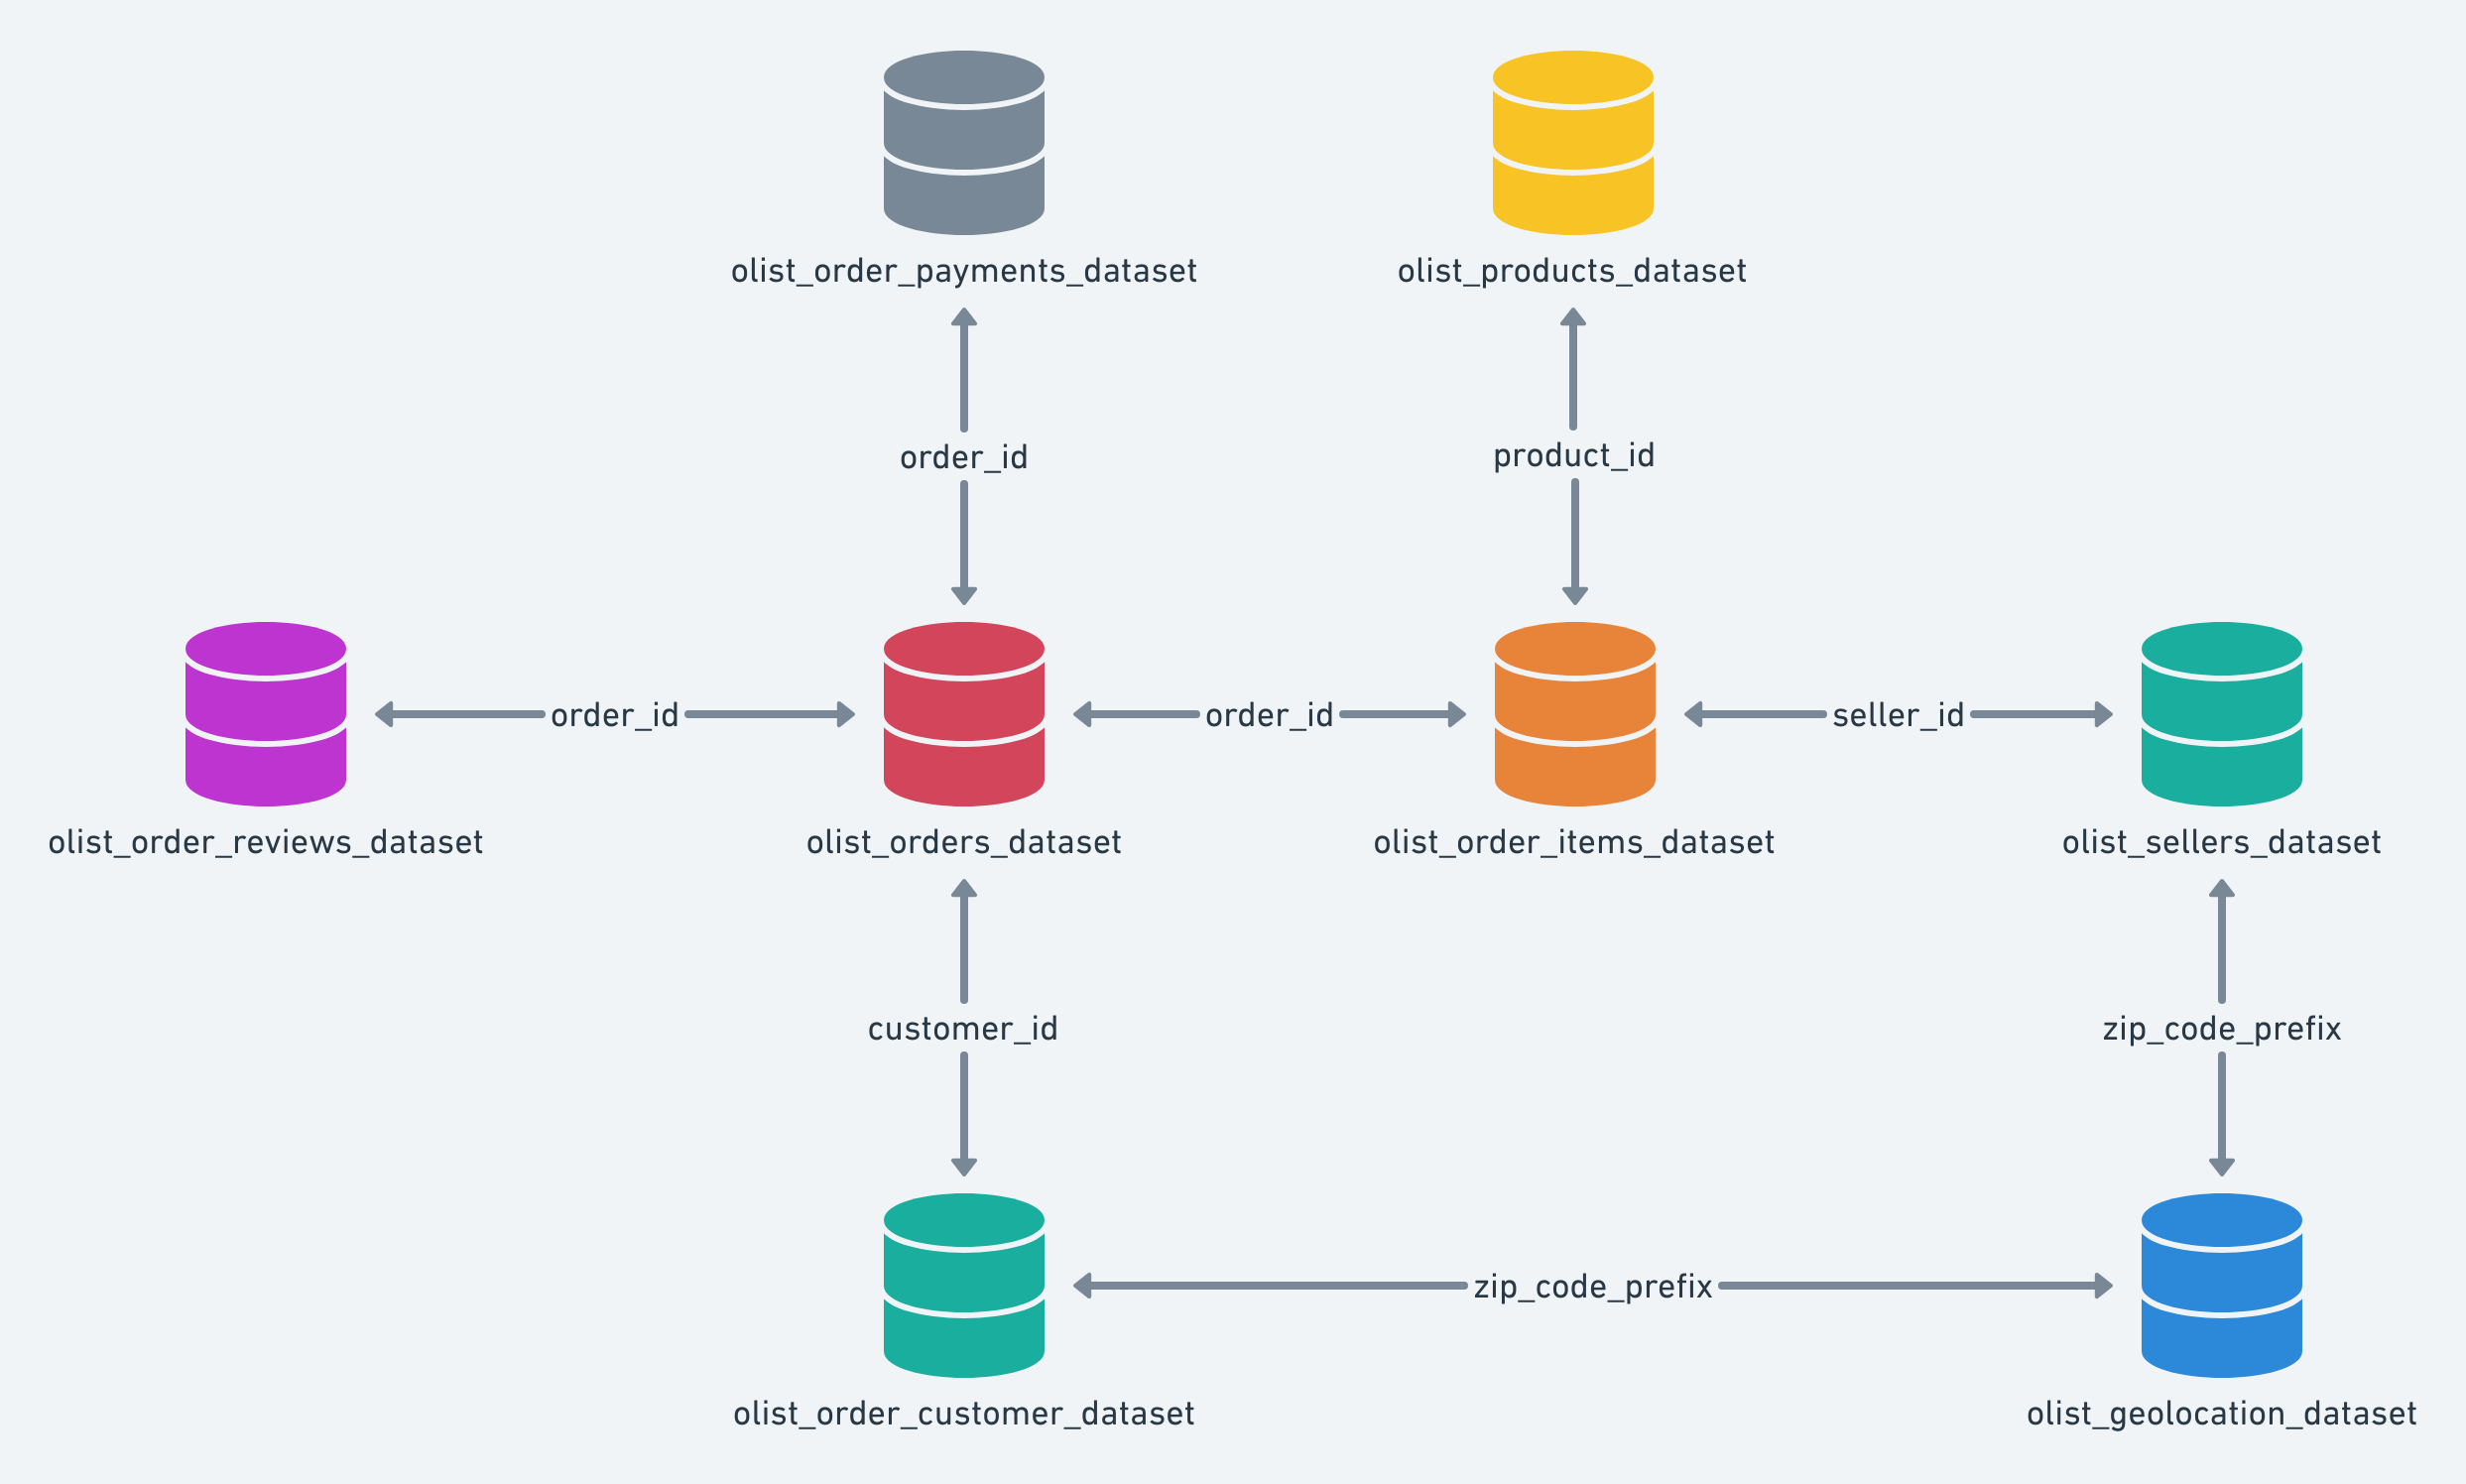 olist_order_payments_dataset
olist_products_dataset
order_id
product_id
order_id
order_id
seller_id
olist_order_reviews_dataset
olist_orders_dataset
olist_order_items_dataset
olist_sellers_dataset
customer_id
zip_code_prefix
zip_code_prefix
olist_order_customer_dataset
olist_geolocation_dataset